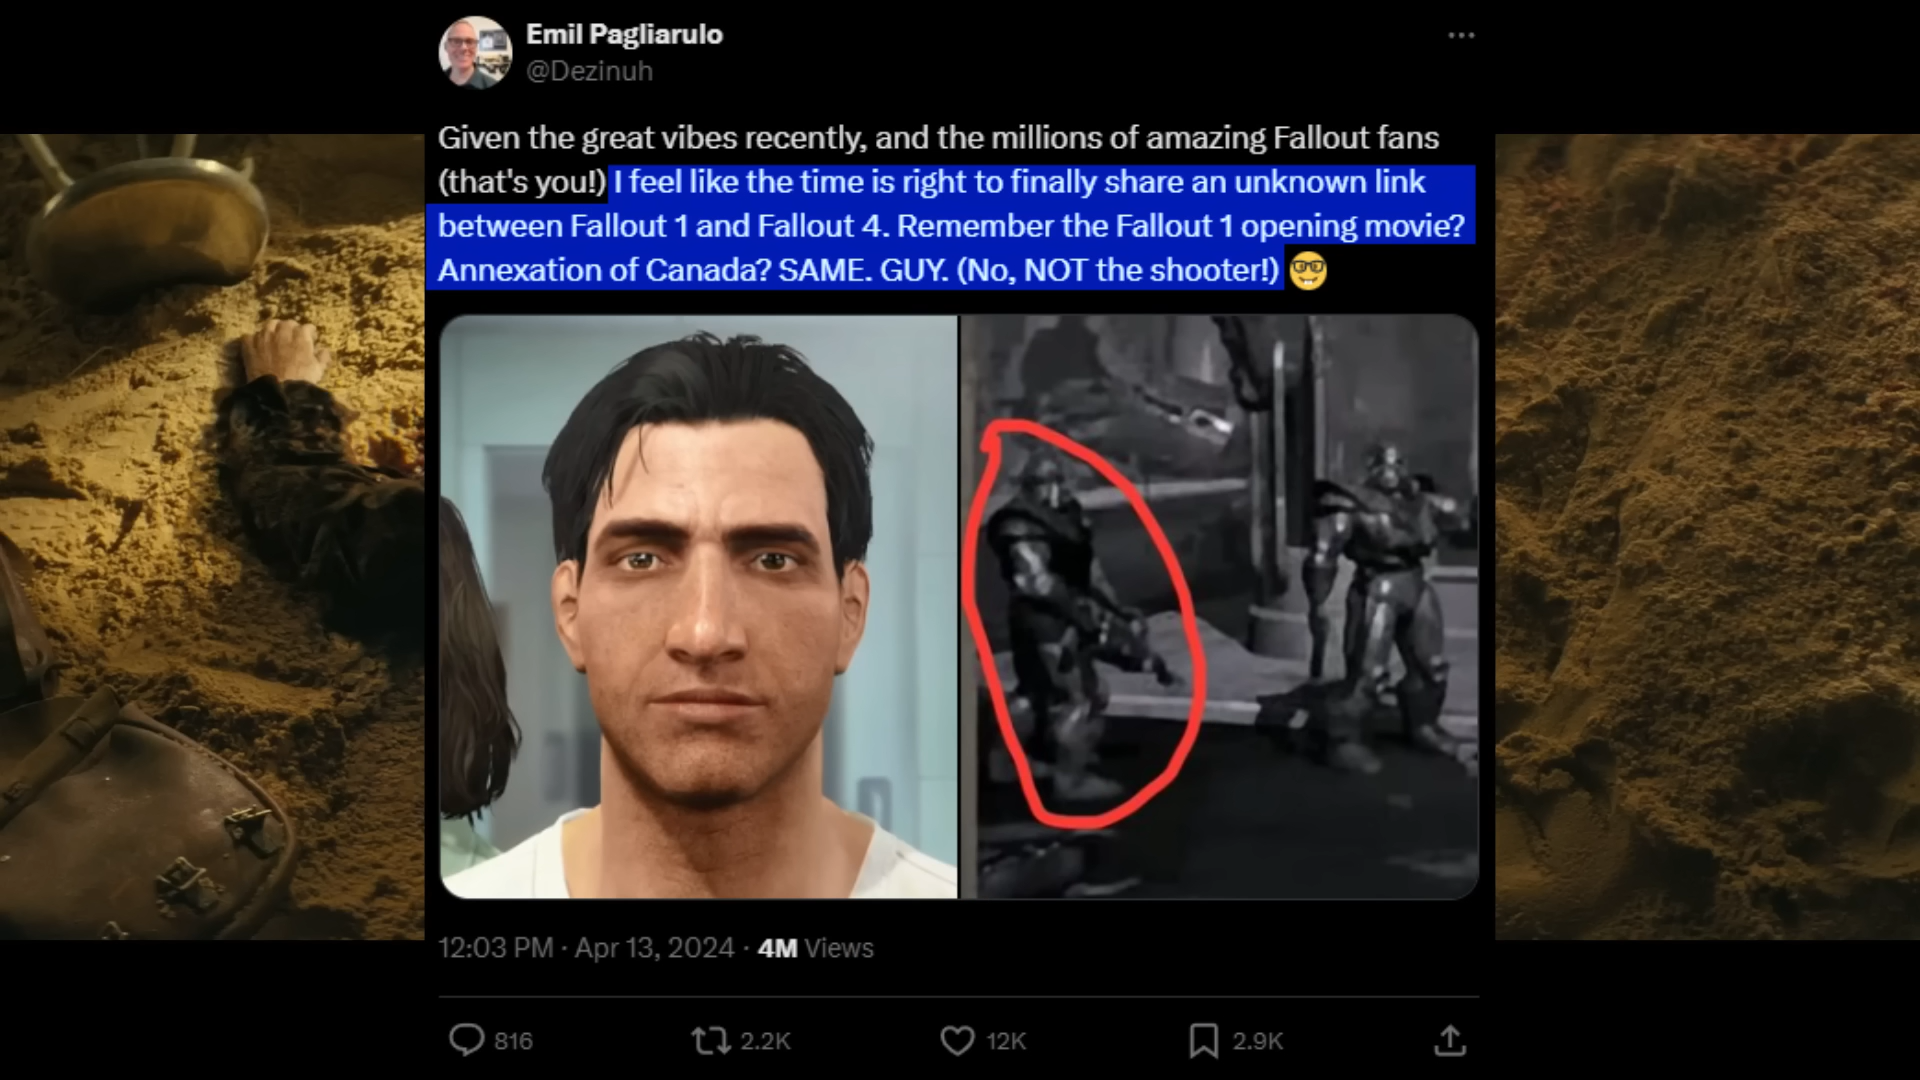 Emil Pagliarulo
@Dezinuh
Given the great vibes recently, and the millions of amazing Fallout fans
(that's you!) I feel like the time is right to finally share an unknown link
between Fallout 1 and Fallout 4. Remember the Fallout 1 opening movie?
Annexation of Canada? SAME. GUY. (No, NOT the shooter!) 🤓
12:03 PM · Apr 13, 2024 · 4M Views
816 2.2K 12K 2.9K